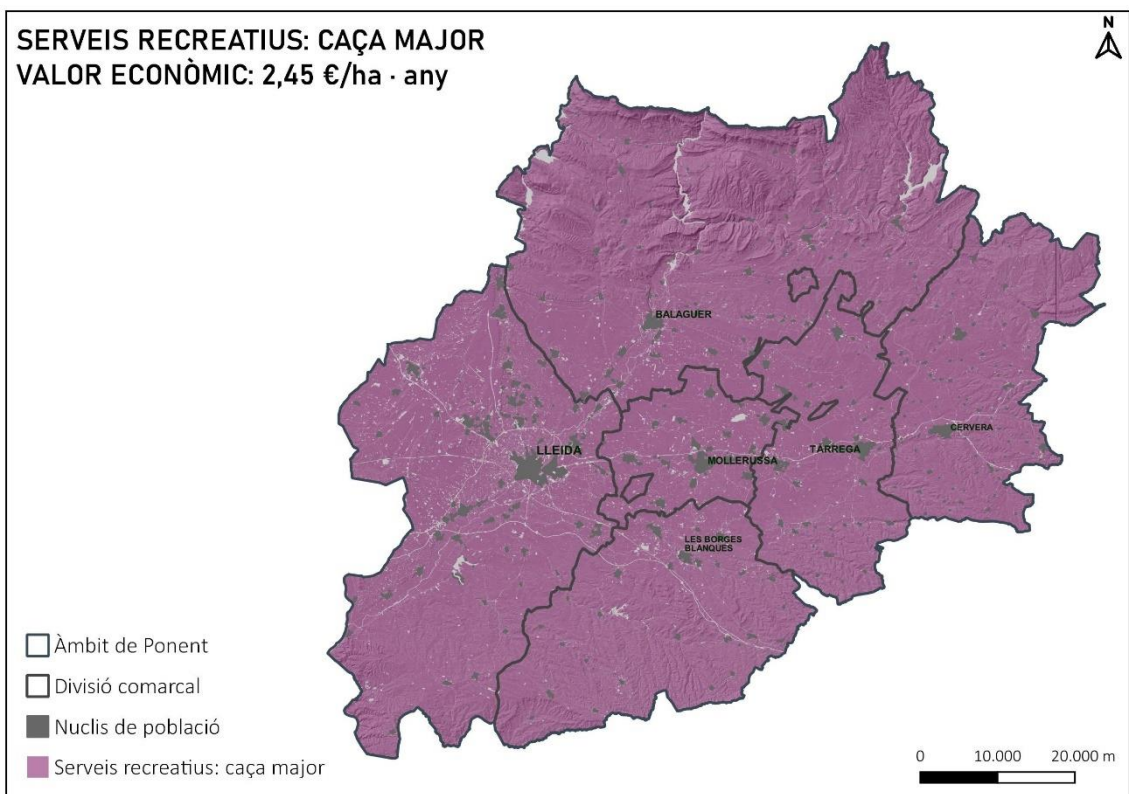 SERVEIS RECREATIUS: CAÇA MAJOR
VALOR ECONÒMIC: 2,45 €/ha · any
N
BALAGUER
CERVERA
LLEIDA
TÀRREGA
MOLLERUSSA
LES BORGES
BLANQUES
Àmbit de Ponent
Divisió comarcal
Nuclis de població
Serveis recreatius: caça major
0 10.000 20.000 m